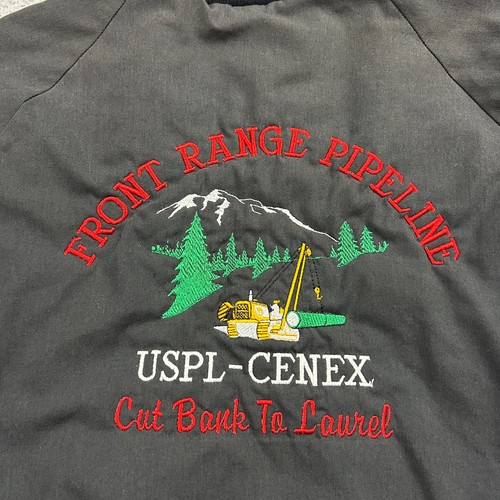 FRONT RANGE PIPELINE
USPL-CENEX
Cut Bank To Laurel